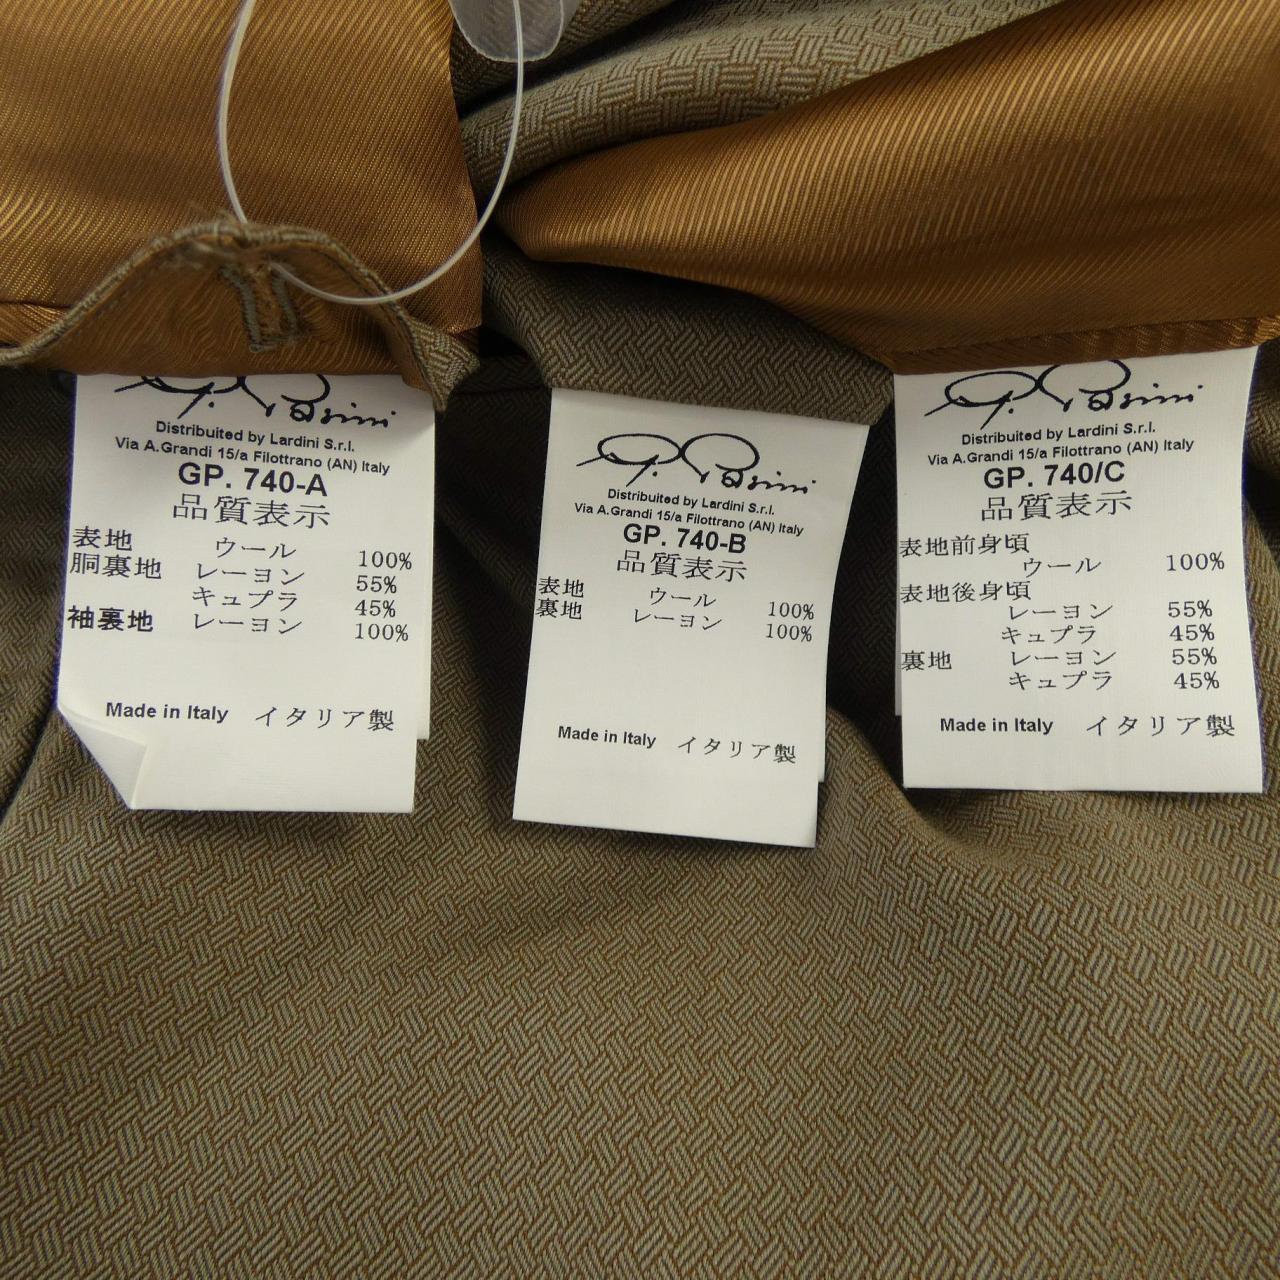 G. Pasini
Distribuited by Lardini S.r.l.
Via A.Grandi 15/a Filottrano (AN) Italy
GP. 740-A
品質表示
表地 ウール 100%
胴裏地 レーヨン 55%
キュプラ 45%
袖裏地 レーヨン 100%
Made in Italy イタリア製
G. Pasini
Distribuited by Lardini S.r.l.
Via A.Grandi 15/a Filottrano (AN) Italy
GP. 740-B
品質表示
表地 ウール 100%
裏地 レーヨン 100%
Made in Italy イタリア製
G. Pasini
Distribuited by Lardini S.r.l.
Via A.Grandi 15/a Filottrano (AN) Italy
GP. 740/C
品質表示
表地前身頃
ウール 100%
表地後身頃
レーヨン 55%
キュプラ 45%
裏地 レーヨン 55%
キュプラ 45%
Made in Italy イタリア製